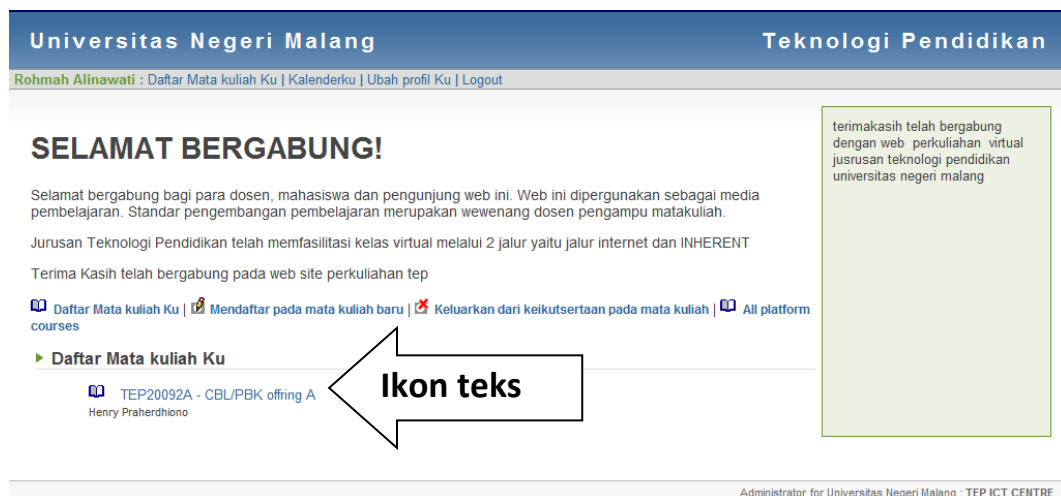 Universitas Negeri Malang
Teknologi Pendidikan
Rohmah Alinawati : Daftar Mata kuliah Ku | Kalenderku | Ubah profil Ku | Logout
SELAMAT BERGABUNG!
Selamat bergabung bagi para dosen, mahasiswa dan pengunjung web ini. Web ini dipergunakan sebagai media
pembelajaran. Standar pengembangan pembelajaran merupakan wewenang dosen pengampu matakuliah.
Jurusan Teknologi Pendidikan telah memfasilitasi kelas virtual melalui 2 jalur yaitu jalur internet dan INHERENT
Terima Kasih telah bergabung pada web site perkuliahan tep
Daftar Mata kuliah Ku | Mendaftar pada mata kuliah baru | Keluarkan dari keikutsertaan pada mata kuliah | All platform
courses
Daftar Mata kuliah Ku
TEP20092A - CBL/PBK offring A
Henry Praherdhiono
Ikon teks
terimakasih telah bergabung
dengan web perkuliahan virtual
jusrusan teknologi pendidikan
universitas negeri malang
Administrator for Universitas Negeri Malang : TEP ICT CENTRE